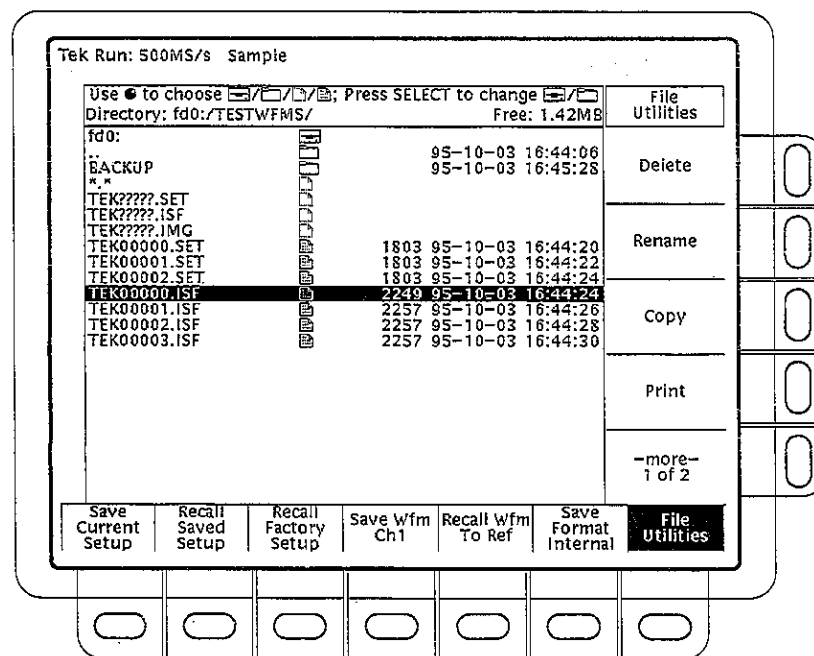 Tek Run: 500MS/s Sample
Use to choose / / / ; Press SELECT to change /
Directory: fd0:/TESTWFMS/ Free: 1.42MB
fd0:
.. 95-10-03 16:44:06
BACKUP 95-10-03 16:45:28
*.*
TEK?????.SET
TEK?????.ISF
TEK?????.IMG
TEK00000.SET 1803 95-10-03 16:44:20
TEK00001.SET 1803 95-10-03 16:44:22
TEK00002.SET 1803 95-10-03 16:44:24
TEK00000.ISF 2249 95-10-03 16:44:24
TEK00001.ISF 2257 95-10-03 16:44:26
TEK00002.ISF 2257 95-10-03 16:44:28
TEK00003.ISF 2257 95-10-03 16:44:30
File
Utilities
Delete
Rename
Copy
Print
-more-
1 of 2
Save
Current
Setup
Recall
Saved
Setup
Recall
Factory
Setup
Save Wfm
Ch1
Recall Wfm
To Ref
Save
Format
Internal
File
Utilities